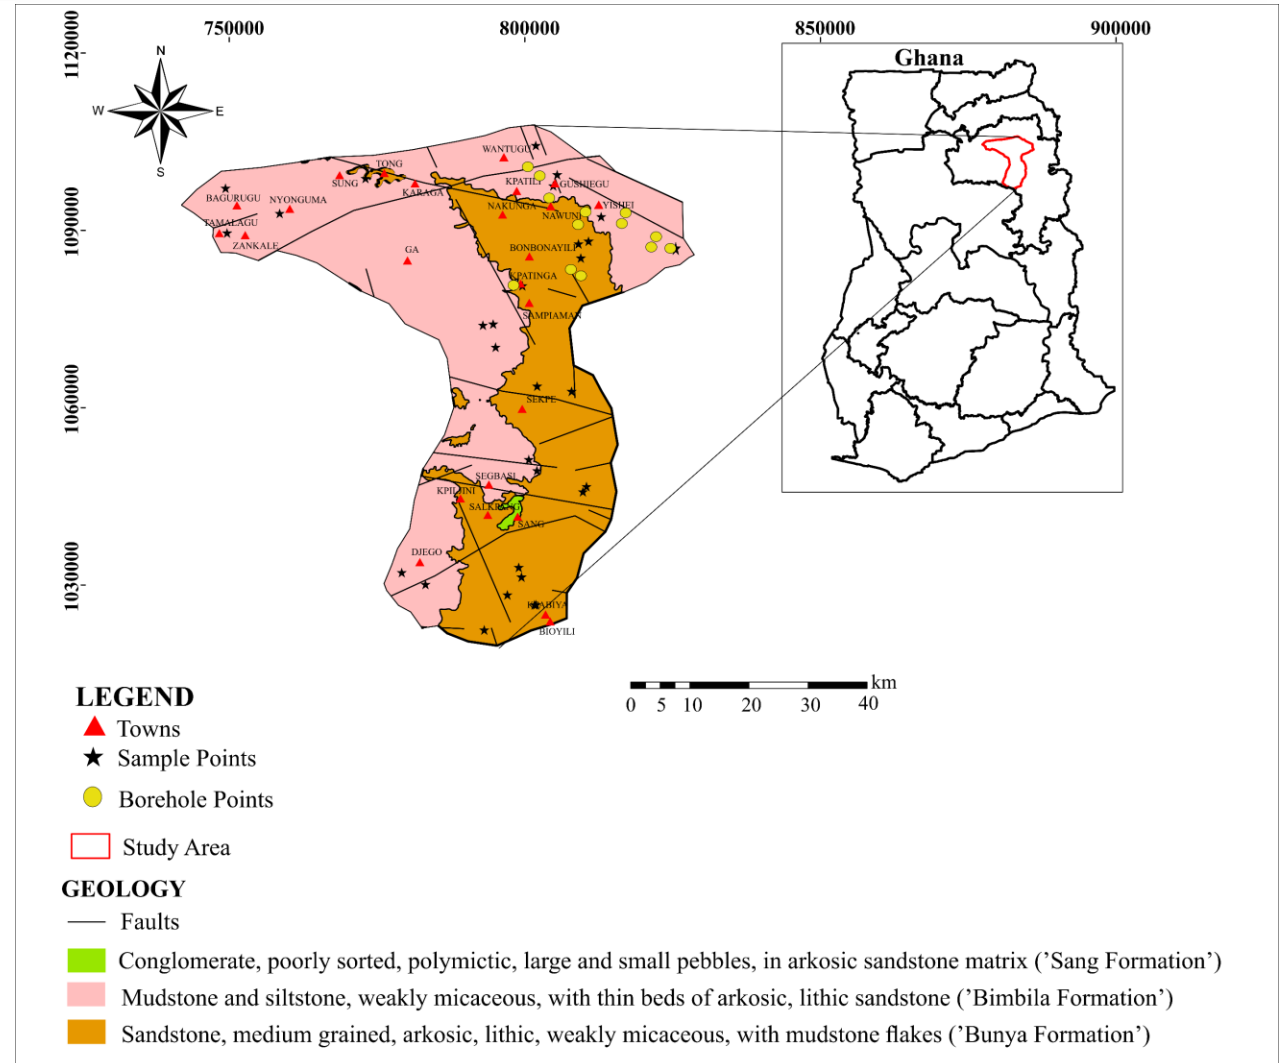 750000 800000 850000 900000
1120000
1090000
1060000
1030000
N
W E
S
Ghana
WANTUGU
TONG
SUNG
KARAGA
KPATILI
GUSHIEGU
BAGURUGU
NYONGUMA
NAKUNGA
NAWUNI
YISHEI
TAMALAGU
ZANKALE
GA
BONBONAYILI
KPATINGA
SAMPIAMAN
SEKPE
SEGBASI
KPILJINI
SALKPANG
SANG
DJEGO
BIOYILI
km
0 5 10 20 30 40
LEGEND
Towns
Sample Points
Borehole Points
Study Area
GEOLOGY
Faults
Conglomerate, poorly sorted, polymictic, large and small pebbles, in arkosic sandstone matrix ('Sang Formation')
Mudstone and siltstone, weakly micaceous, with thin beds of arkosic, lithic sandstone ('Bimbila Formation')
Sandstone, medium grained, arkosic, lithic, weakly micaceous, with mudstone flakes ('Bunya Formation')